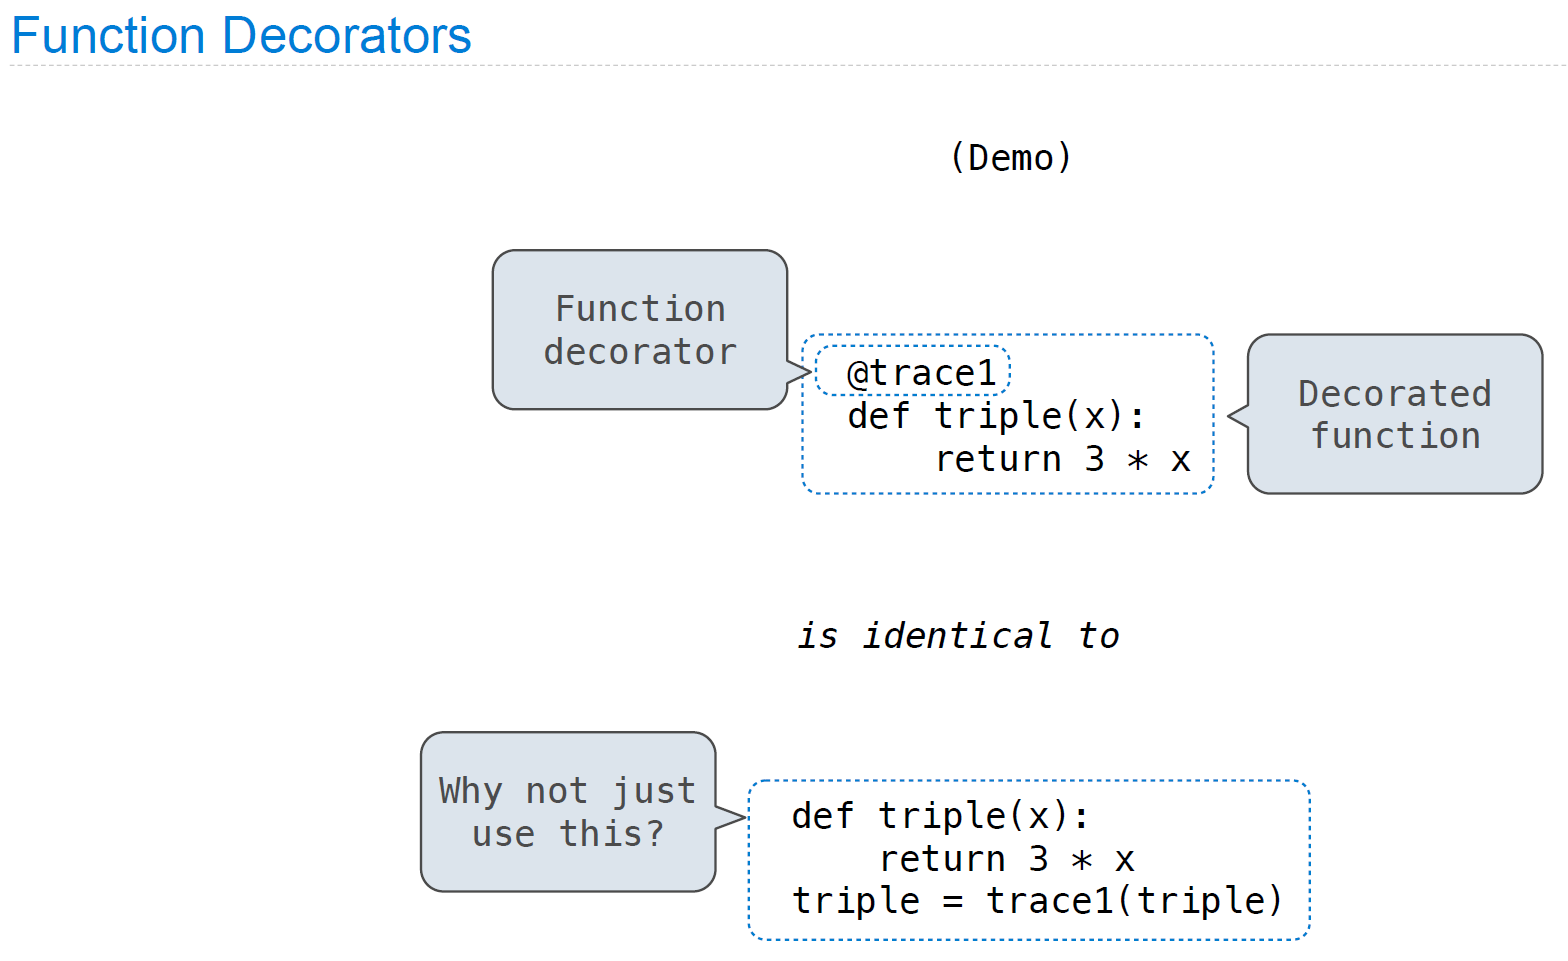 Function Decorators
(Demo)
Function
decorator
@trace1
def triple(x):
    return 3 * x
Decorated
function
is identical to
Why not just
use this?
def triple(x):
    return 3 * x
triple = trace1(triple)